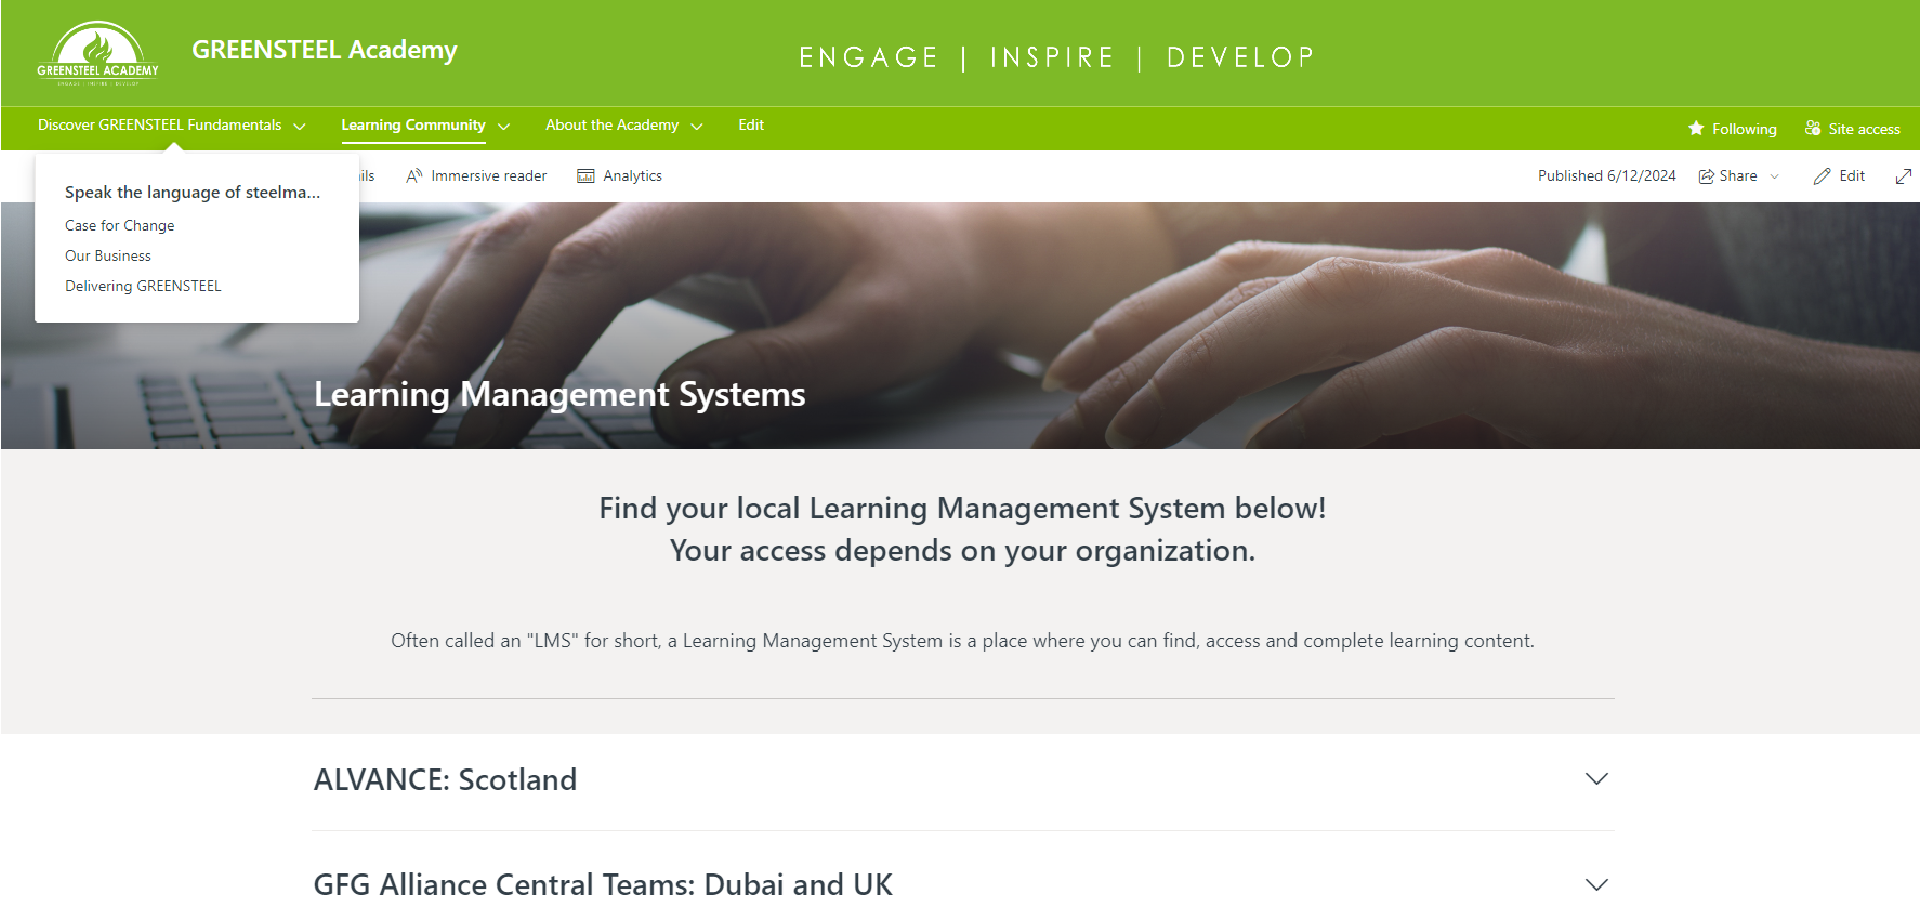 GREENSTEEL ACADEMY
ENGAGE | INSPIRE | DEVELOP
GREENSTEEL Academy
ENGAGE | INSPIRE | DEVELOP
Discover GREENSTEEL Fundamentals
Learning Community
About the Academy
Edit
Following
Site access
Speak the language of steelma...
Case for Change
Our Business
Delivering GREENSTEEL
Immersive reader
Analytics
Published 6/12/2024
Share
Edit
Learning Management Systems
Find your local Learning Management System below!
Your access depends on your organization.
Often called an "LMS" for short, a Learning Management System is a place where you can find, access and complete learning content.
ALVANCE: Scotland
GFG Alliance Central Teams: Dubai and UK